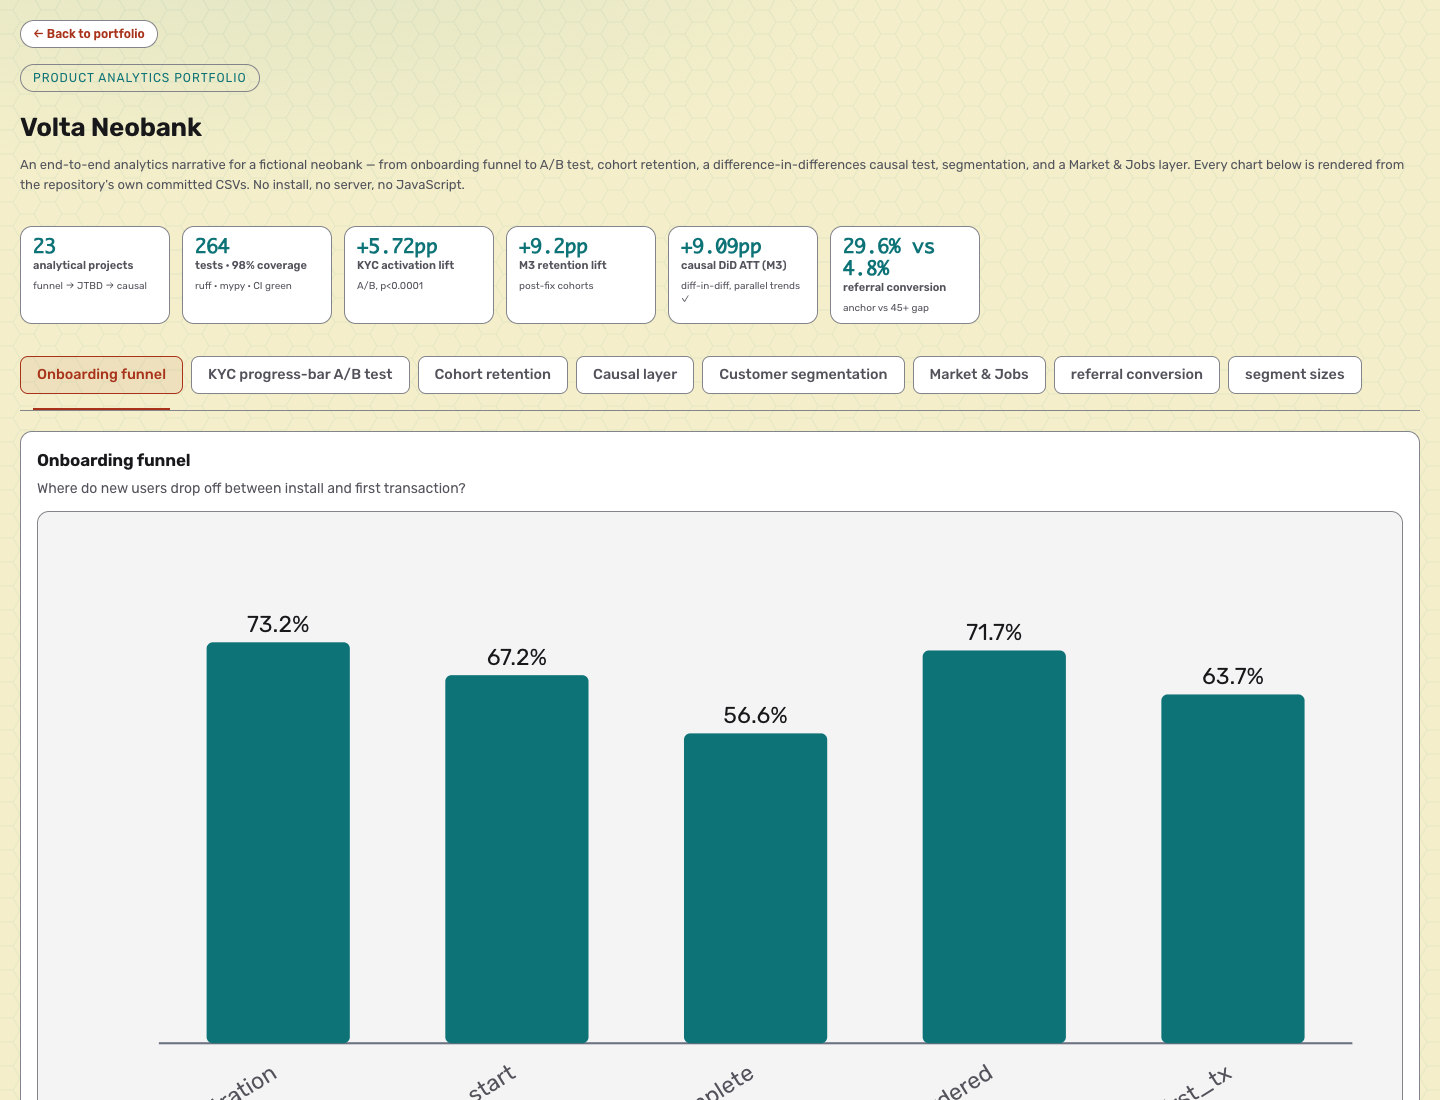 ← Back to portfolio
PRODUCT ANALYTICS PORTFOLIO
Volta Neobank
An end-to-end analytics narrative for a fictional neobank — from onboarding funnel to A/B test, cohort retention, a difference-in-differences causal test, segmentation, and a Market & Jobs layer. Every chart below is rendered from
the repository's own committed CSVs. No install, no server, no JavaScript.
23
analytical projects
funnel → JTBD → causal
264
tests • 98% coverage
ruff • mypy • CI green
+5.72pp
KYC activation lift
A/B, p<0.0001
+9.2pp
M3 retention lift
post-fix cohorts
+9.09pp
causal DiD ATT (M3)
diff-in-diff, parallel trends
✓
29.6% vs
4.8%
referral conversion
anchor vs 45+ gap
Onboarding funnel
KYC progress-bar A/B test
Cohort retention
Causal layer
Customer segmentation
Market & Jobs
referral conversion
segment sizes
Onboarding funnel
Where do new users drop off between install and first transaction?
73.2%
67.2%
56.6%
71.7%
63.7%
start